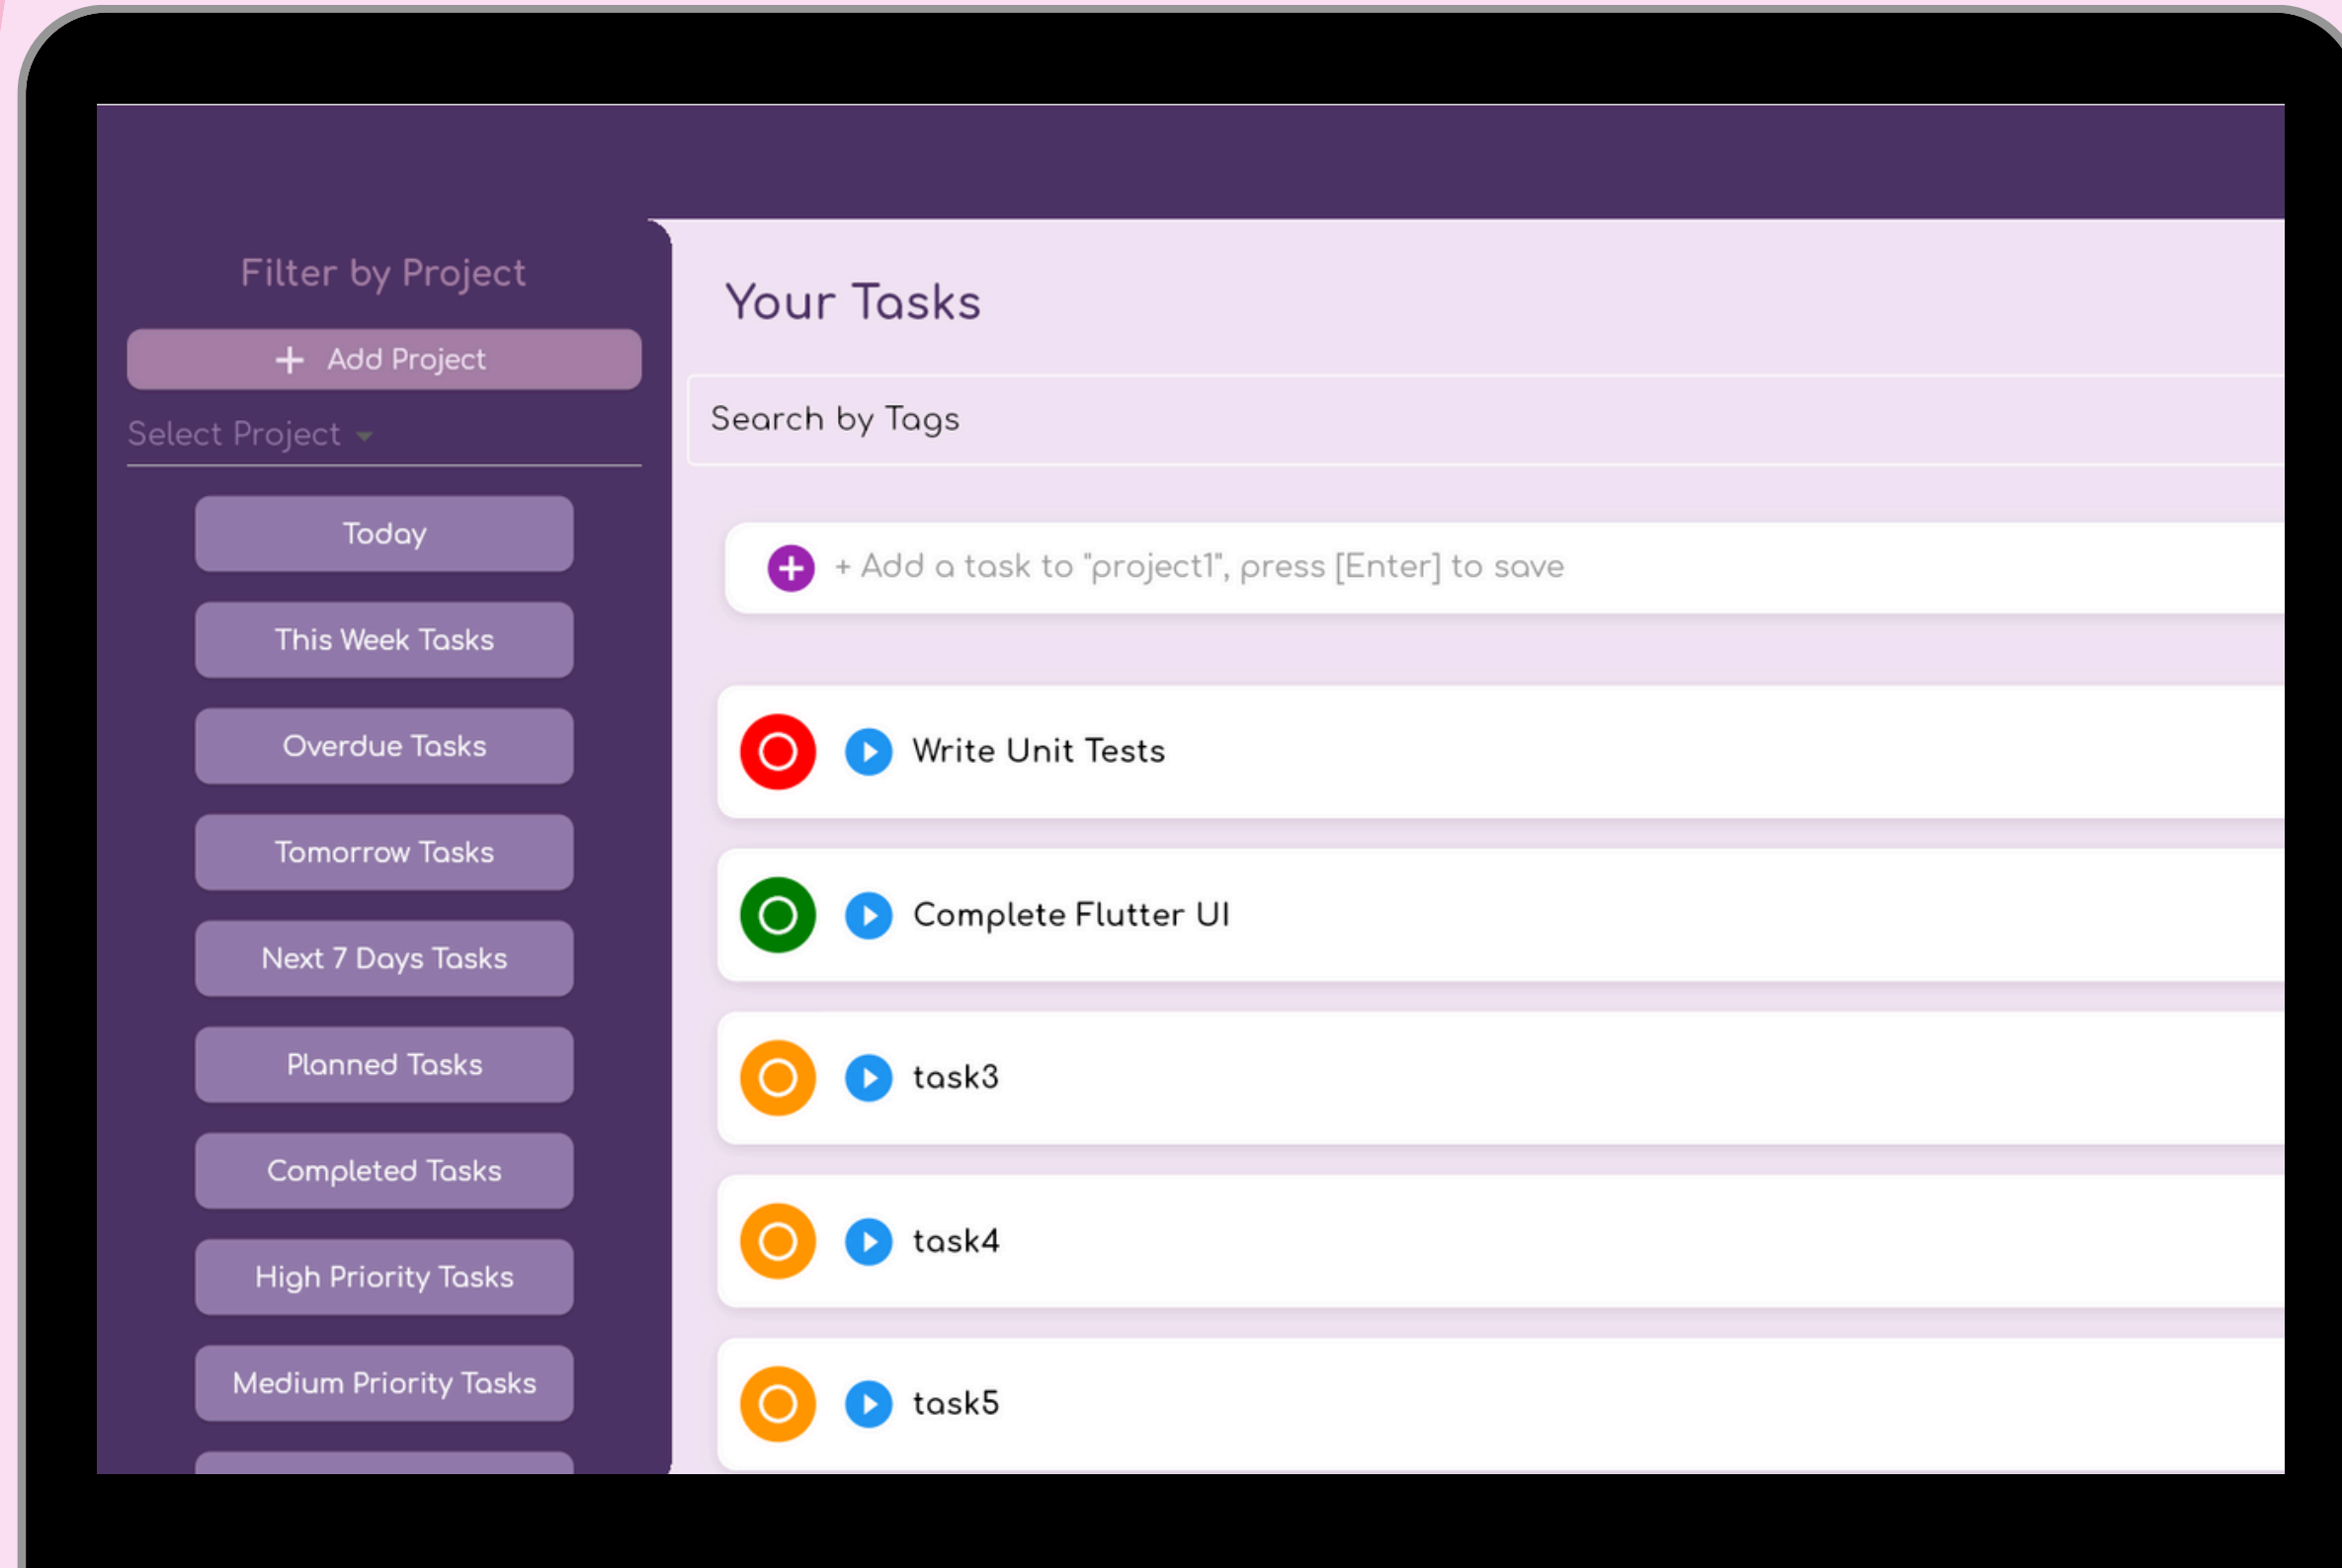 Filter by Project
+ Add Project
Select Project
Today
This Week Tasks
Overdue Tasks
Tomorrow Tasks
Next 7 Days Tasks
Planned Tasks
Completed Tasks
High Priority Tasks
Medium Priority Tasks
Your Tasks
Search by Tags
+ Add a task to "project1", press [Enter] to save
Write Unit Tests
Complete Flutter UI
task3
task4
task5